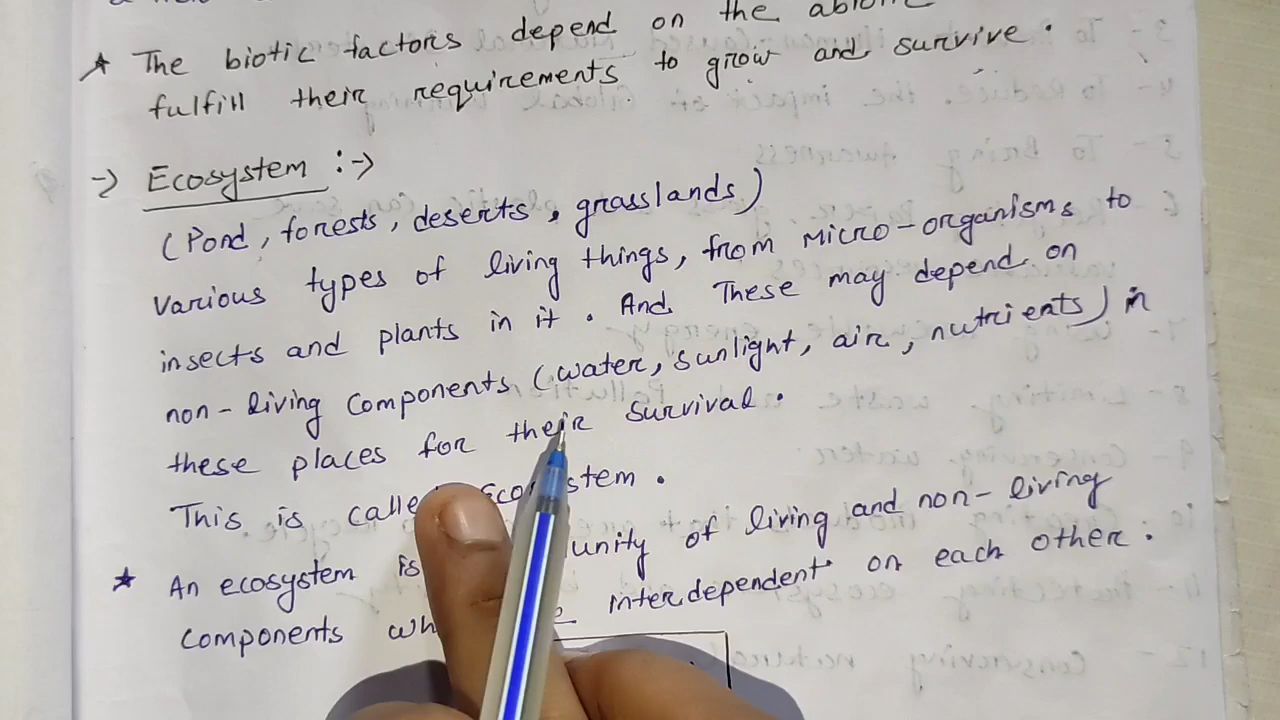 ★ The biotic factors depend on the
fulfill their requirements to grow and survive.
-> Ecosystem :->
(Pond, forests, deserts, grasslands)
various types of living things, from micro-organisms to
insects and plants in it. And These may depend on
non-living components (water, sunlight, air, nutrients) in
these places for their survival.
This is
★ An ecosystem is of living and non-living
components interdependent on each other.